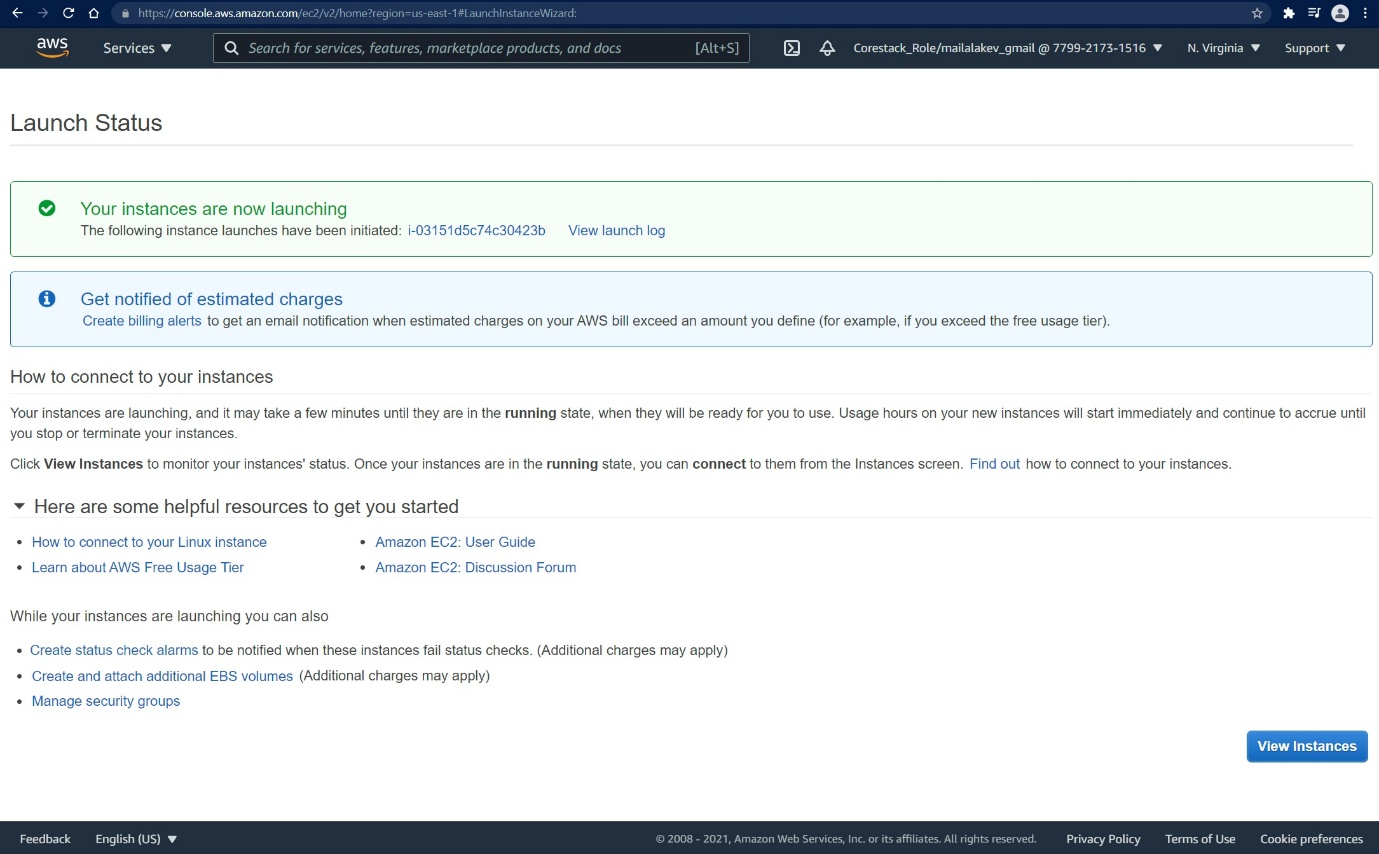 https://console.aws.amazon.com/ec2/v2/home?region=us-east-1#LaunchInstanceWizard:
aws Services Search for services, features, marketplace products, and docs [Alt+S] Corestack_Role/mailalakev_gmail @ 7799-2173-1516 N. Virginia Support
Launch Status
Your instances are now launching
The following instance launches have been initiated: i-03151d5c74c30423b View launch log
Get notified of estimated charges
Create billing alerts to get an email notification when estimated charges on your AWS bill exceed an amount you define (for example, if you exceed the free usage tier).
How to connect to your instances
Your instances are launching, and it may take a few minutes until they are in the running state, when they will be ready for you to use. Usage hours on your new instances will start immediately and continue to accrue until
you stop or terminate your instances.
Click View Instances to monitor your instances' status. Once your instances are in the running state, you can connect to them from the Instances screen. Find out how to connect to your instances.
Here are some helpful resources to get you started
• How to connect to your Linux instance • Amazon EC2: User Guide
• Learn about AWS Free Usage Tier • Amazon EC2: Discussion Forum
While your instances are launching you can also
• Create status check alarms to be notified when these instances fail status checks. (Additional charges may apply)
• Create and attach additional EBS volumes (Additional charges may apply)
• Manage security groups
View Instances
Feedback English (US) © 2008 - 2021, Amazon Web Services, Inc. or its affiliates. All rights reserved. Privacy Policy Terms of Use Cookie preferences